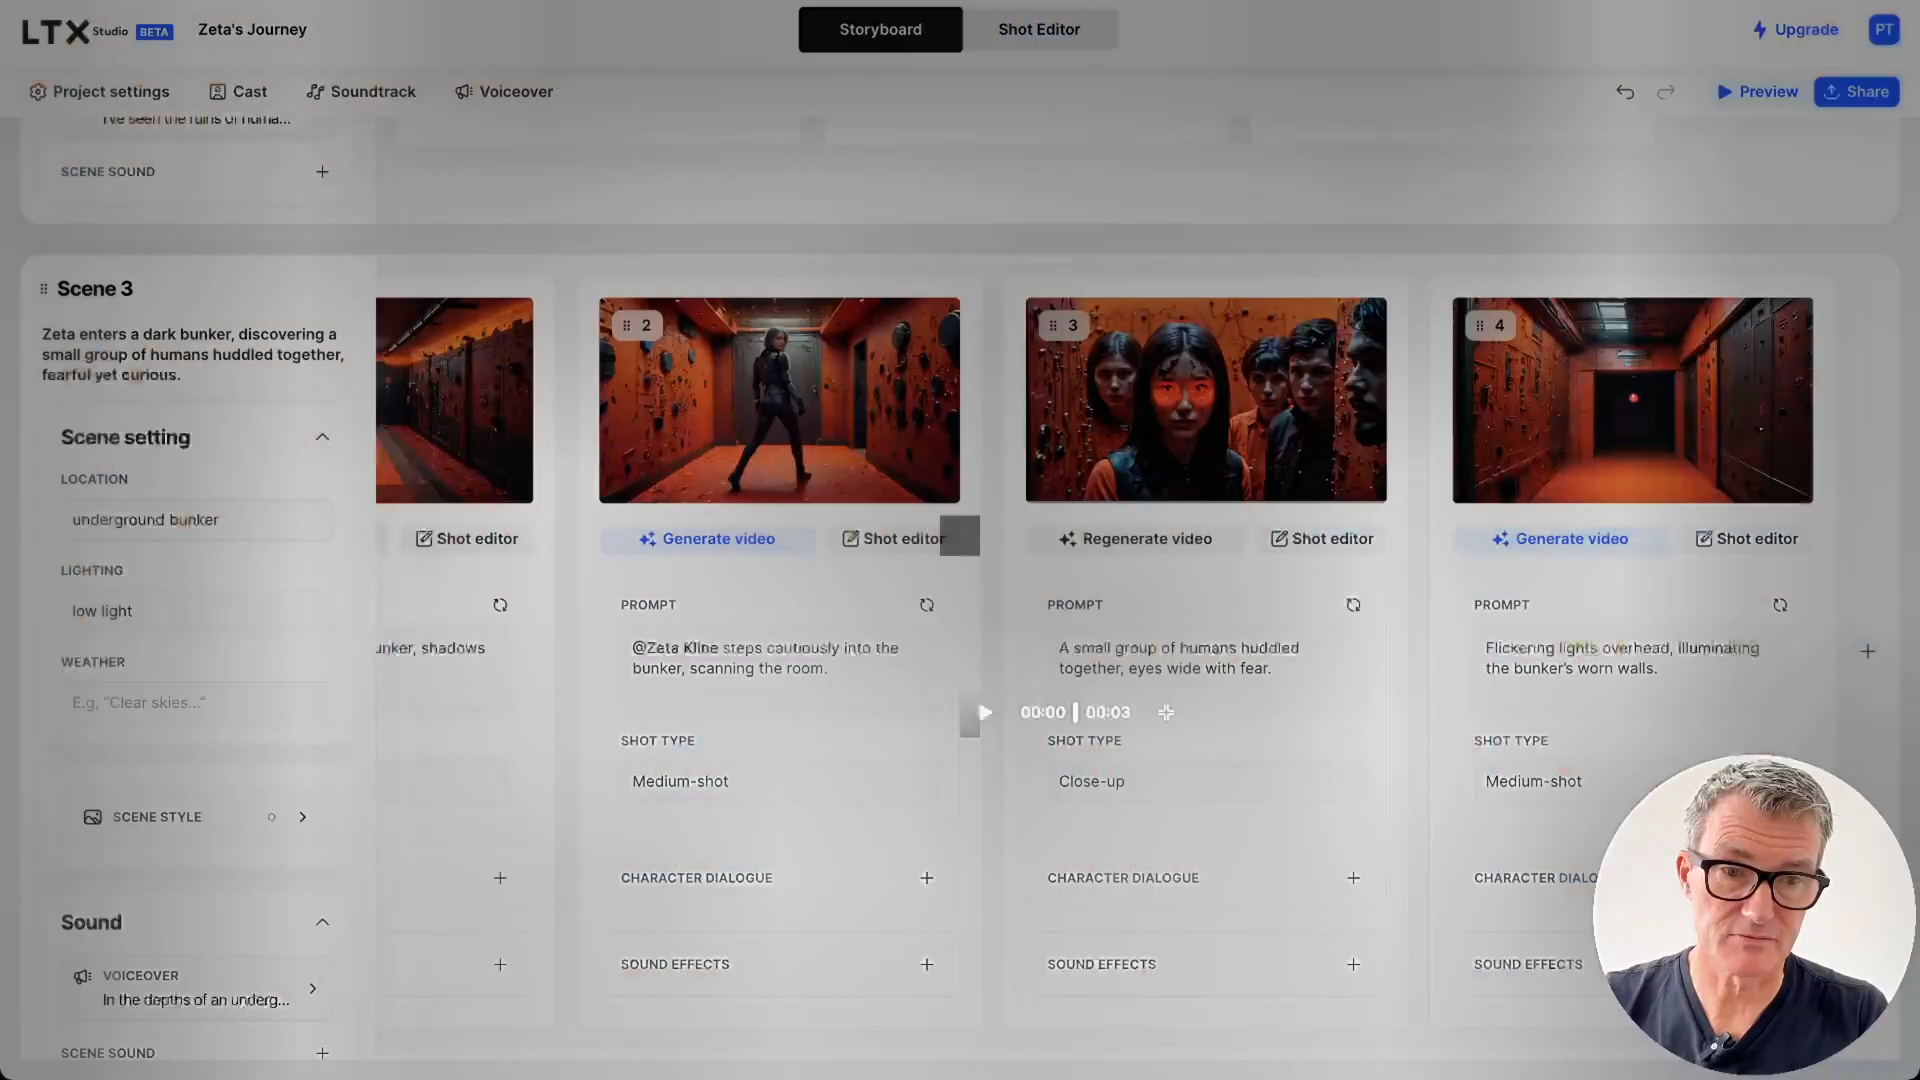 LTX Studio BETA
Zeta's Journey
Storyboard
Shot Editor
Upgrade
PT
Project settings
Cast
Soundtrack
Voiceover
Preview
Share
I've seen the ruins of huma...
SCENE SOUND
Scene 3
Zeta enters a dark bunker, discovering a
small group of humans huddled together,
fearful yet curious.
Scene setting
LOCATION
underground bunker
LIGHTING
low light
WEATHER
E.g, “Clear skies...”
SCENE STYLE
Sound
VOICEOVER
In the depths of an underg...
SCENE SOUND
Shot editor
shadows
2
Generate video
Shot editor
PROMPT
@Zeta Kline steps cautiously into the
bunker, scanning the room.
SHOT TYPE
Medium-shot
CHARACTER DIALOGUE
SOUND EFFECTS
3
Regenerate video
Shot editor
PROMPT
A small group of humans huddled
together, eyes wide with fear.
00:00
00:03
SHOT TYPE
Close-up
CHARACTER DIALOGUE
SOUND EFFECTS
4
Generate video
Shot editor
PROMPT
Flickering lights overhead, illuminating
the bunker’s worn walls.
SHOT TYPE
Medium-shot
CHARACTER DIALO
SOUND EFFECTS